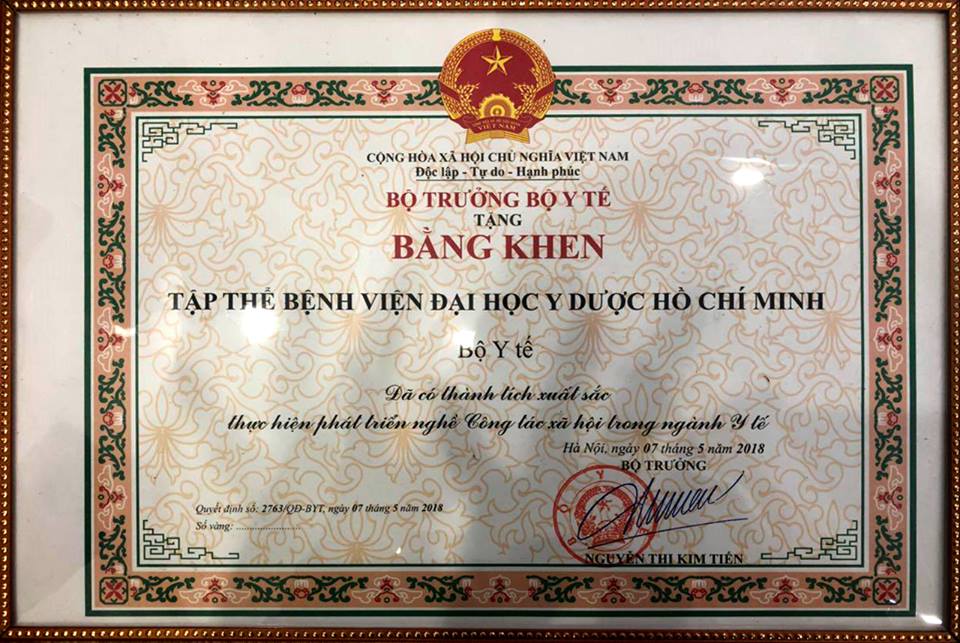 CỘNG HÒA XÃ HỘI CHỦ NGHĨA VIỆT NAM
Độc lập - Tự do - Hạnh phúc
BỘ TRƯỞNG BỘ Y TẾ
TẶNG
BẰNG KHEN
TẬP THỂ BỆNH VIỆN ĐẠI HỌC Y DƯỢC HỒ CHÍ MINH
Bộ Y tế
Đã có thành tích xuất sắc
thực hiện phát triển nghề Công tác xã hội trong ngành Y tế
Hà Nội, ngày 07 tháng 5 năm 2018
BỘ TRƯỞNG
Quyết định số: 2763/QĐ-BYT, ngày 07 tháng 5 năm 2018
Số vàng: ........................
NGUYỄN THỊ KIM TIẾN